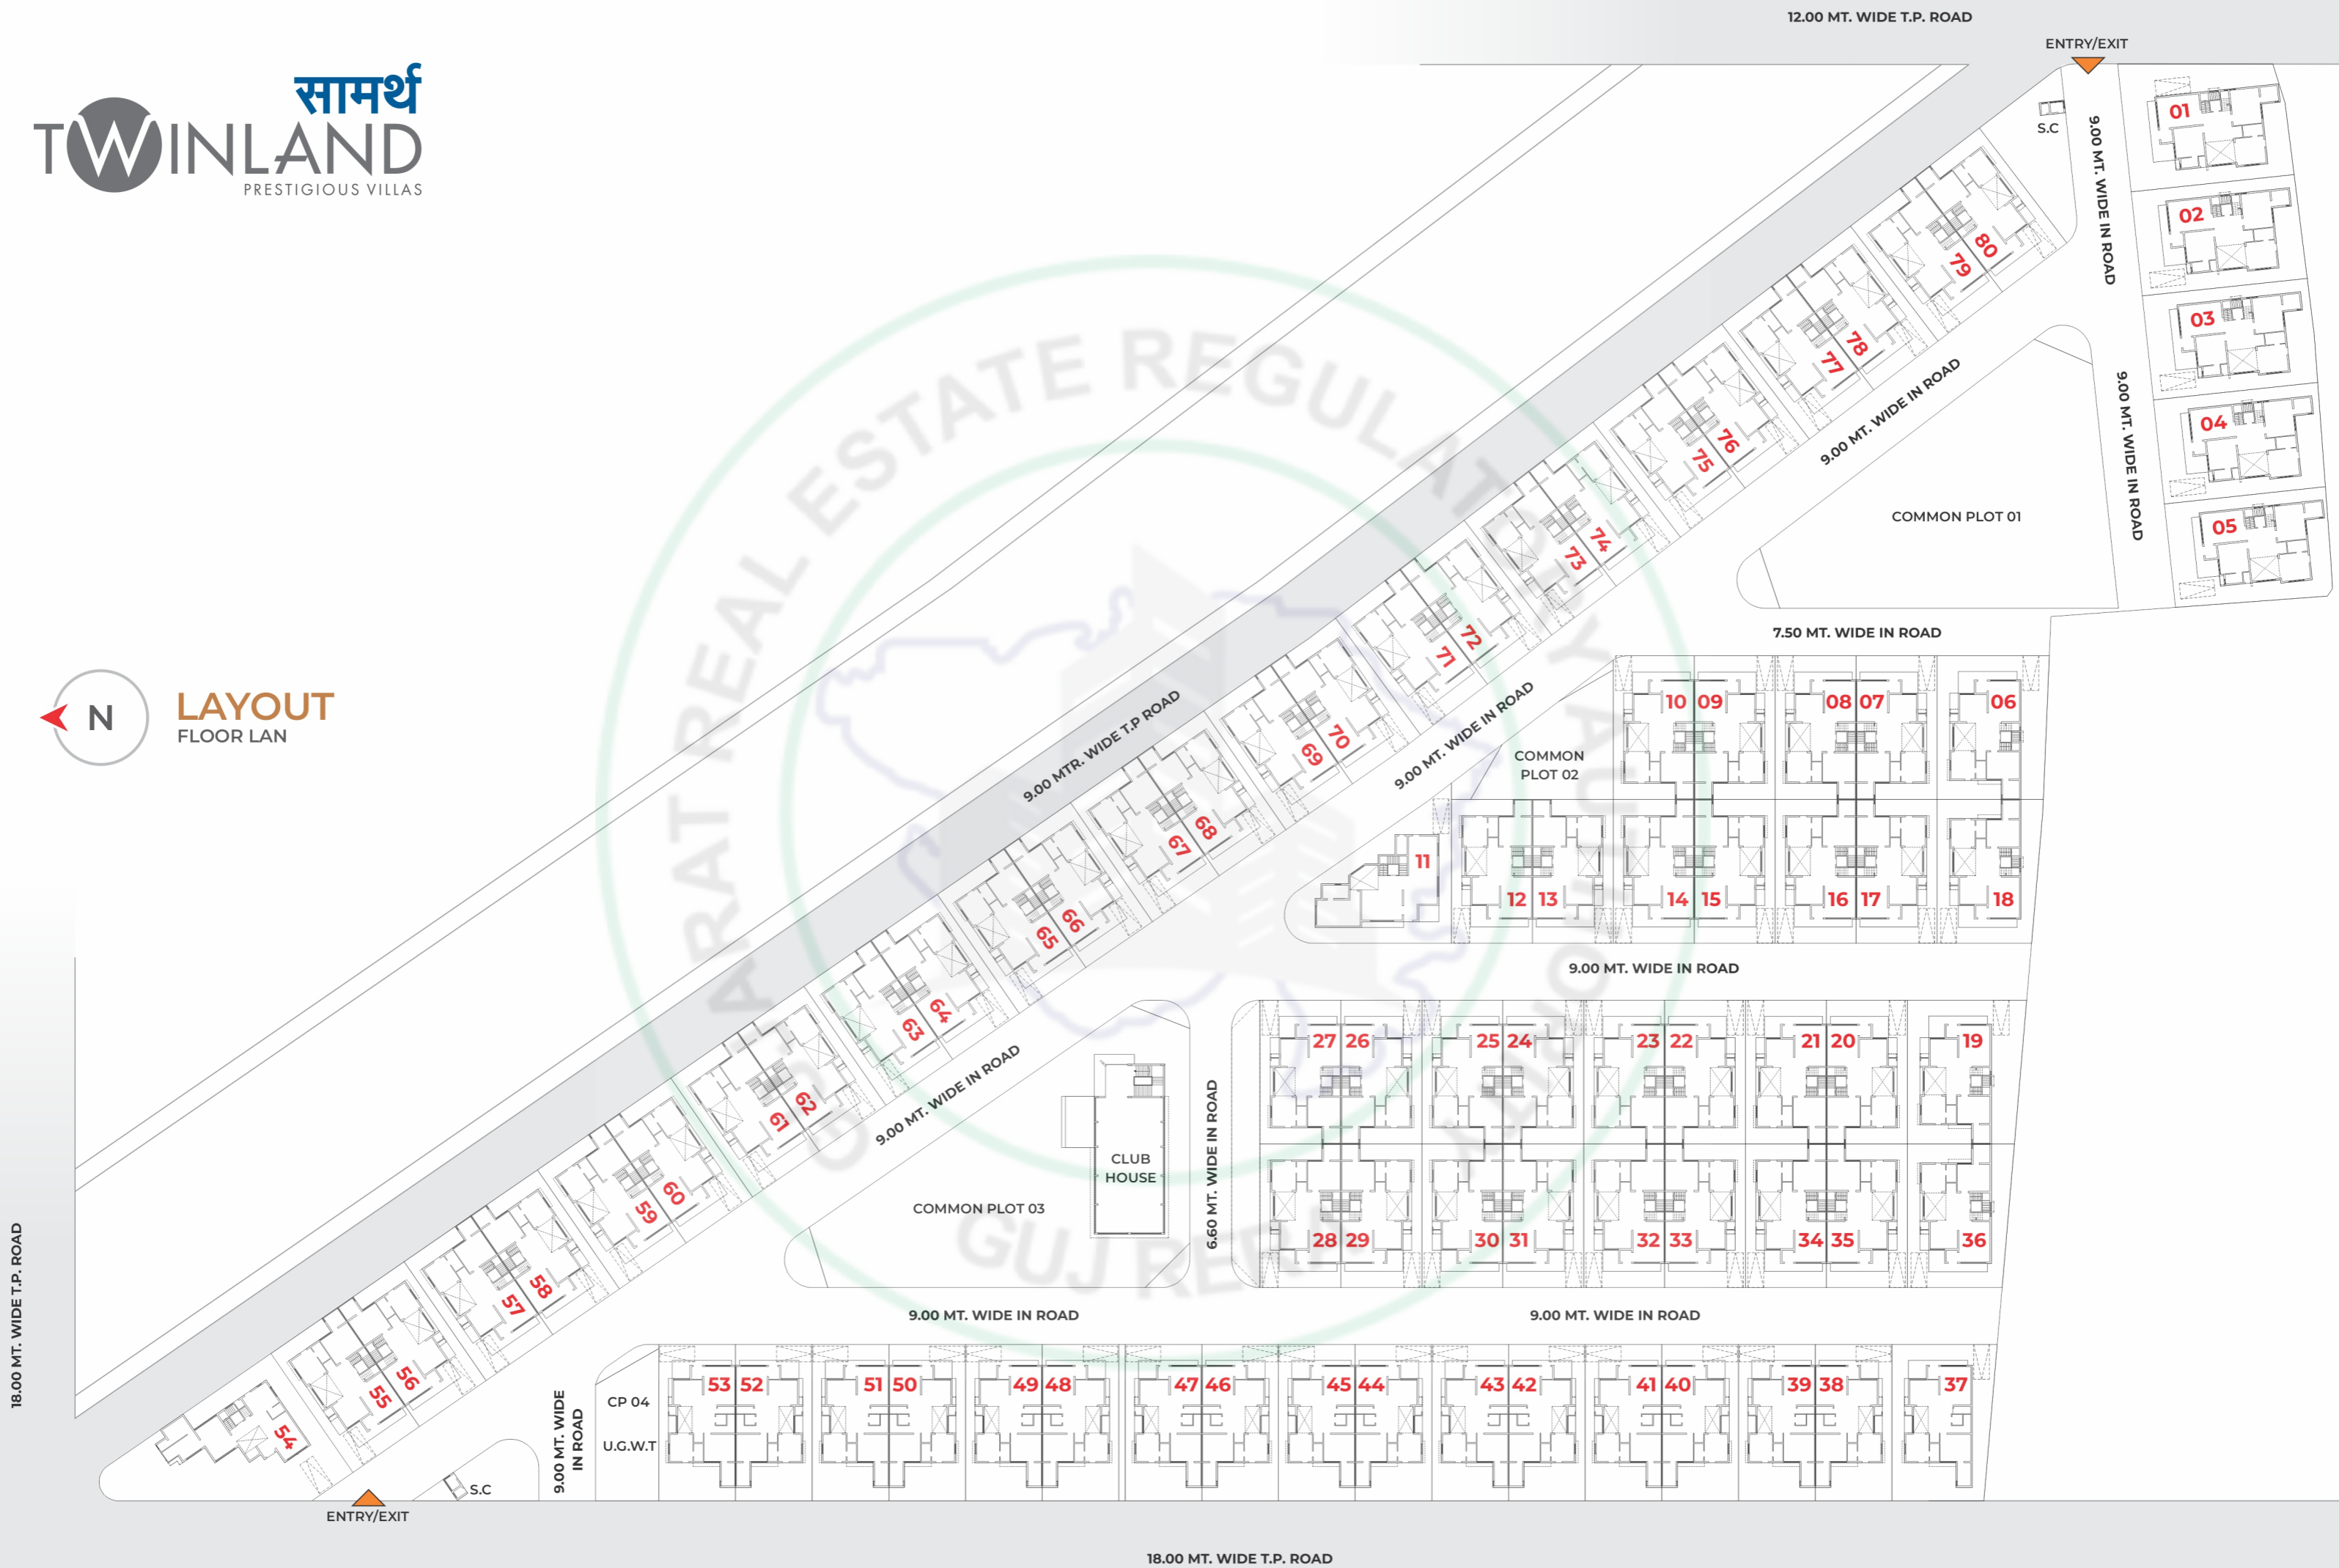 12.00 MT. WIDE T.P. ROAD
ENTRY/EXIT
सामर्थ
TWINLAND
PRESTIGIOUS VILLAS
S.C
9.00 MT. WIDE IN ROAD
01
02
03
04
05
9.00 MT. WIDE IN ROAD
80
79
78
77
76
75
74
73
72
71
70
69
68
67
66
65
64
63
62
61
60
59
58
57
56
55
54
9.00 MT. WIDE IN ROAD
COMMON PLOT 01
7.50 MT. WIDE IN ROAD
N
LAYOUT
FLOOR LAN
9.00 MTR. WIDE T.P ROAD
9.00 MT. WIDE IN ROAD
COMMON
PLOT 02
10 09 08 07 06
11
12 13 14 15 16 17 18
9.00 MT. WIDE IN ROAD
27 26 25 24 23 22 21 20 19
9.00 MT. WIDE IN ROAD
CLUB
HOUSE
COMMON PLOT 03
6.60 MT. WIDE IN ROAD
28 29 30 31 32 33 34 35 36
9.00 MT. WIDE IN ROAD
9.00 MT. WIDE IN ROAD
53 52 51 50 49 48 47 46 45 44 43 42 41 40 39 38 37
CP 04
U.G.W.T
9.00 MT. WIDE
IN ROAD
S.C
ENTRY/EXIT
18.00 MT. WIDE T.P. ROAD
18.00 MT. WIDE T.P. ROAD
GUJARAT REAL ESTATE REGULATORY AUTHORITY
GUJ RERA